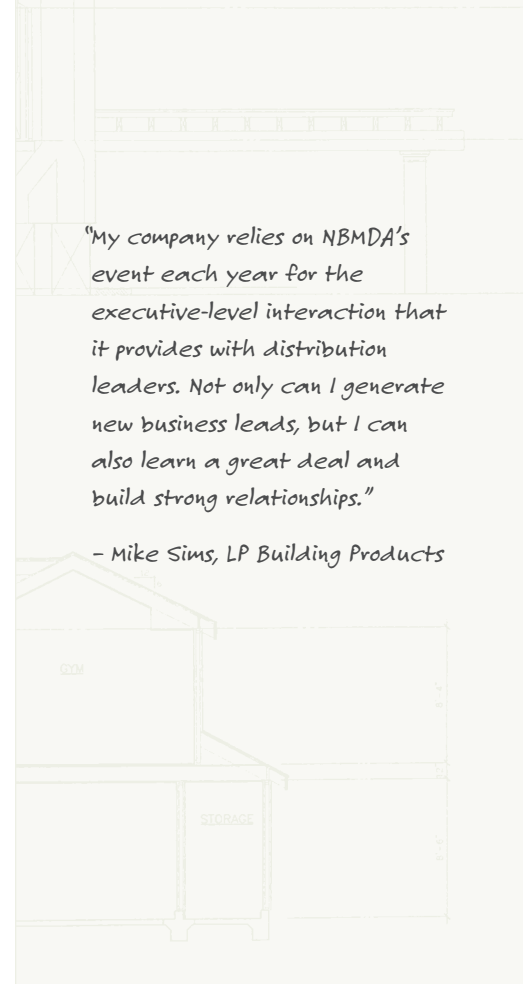 "My company relies on NBMDA's
event each year for the
executive-level interaction that
it provides with distribution
leaders. Not only can I generate
new business leads, but I can
also learn a great deal and
build strong relationships."
– Mike Sims, LP Building Products
GYM
STORAGE